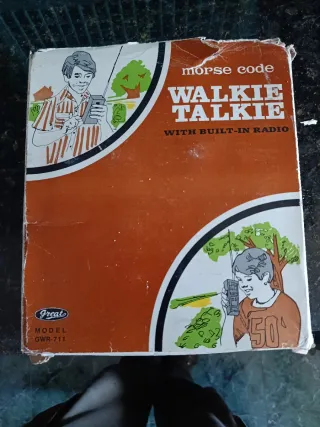 morse code
WALKIE
TALKIE
WITH BUILT-IN RADIO
50
Great
MODEL
GWR-711